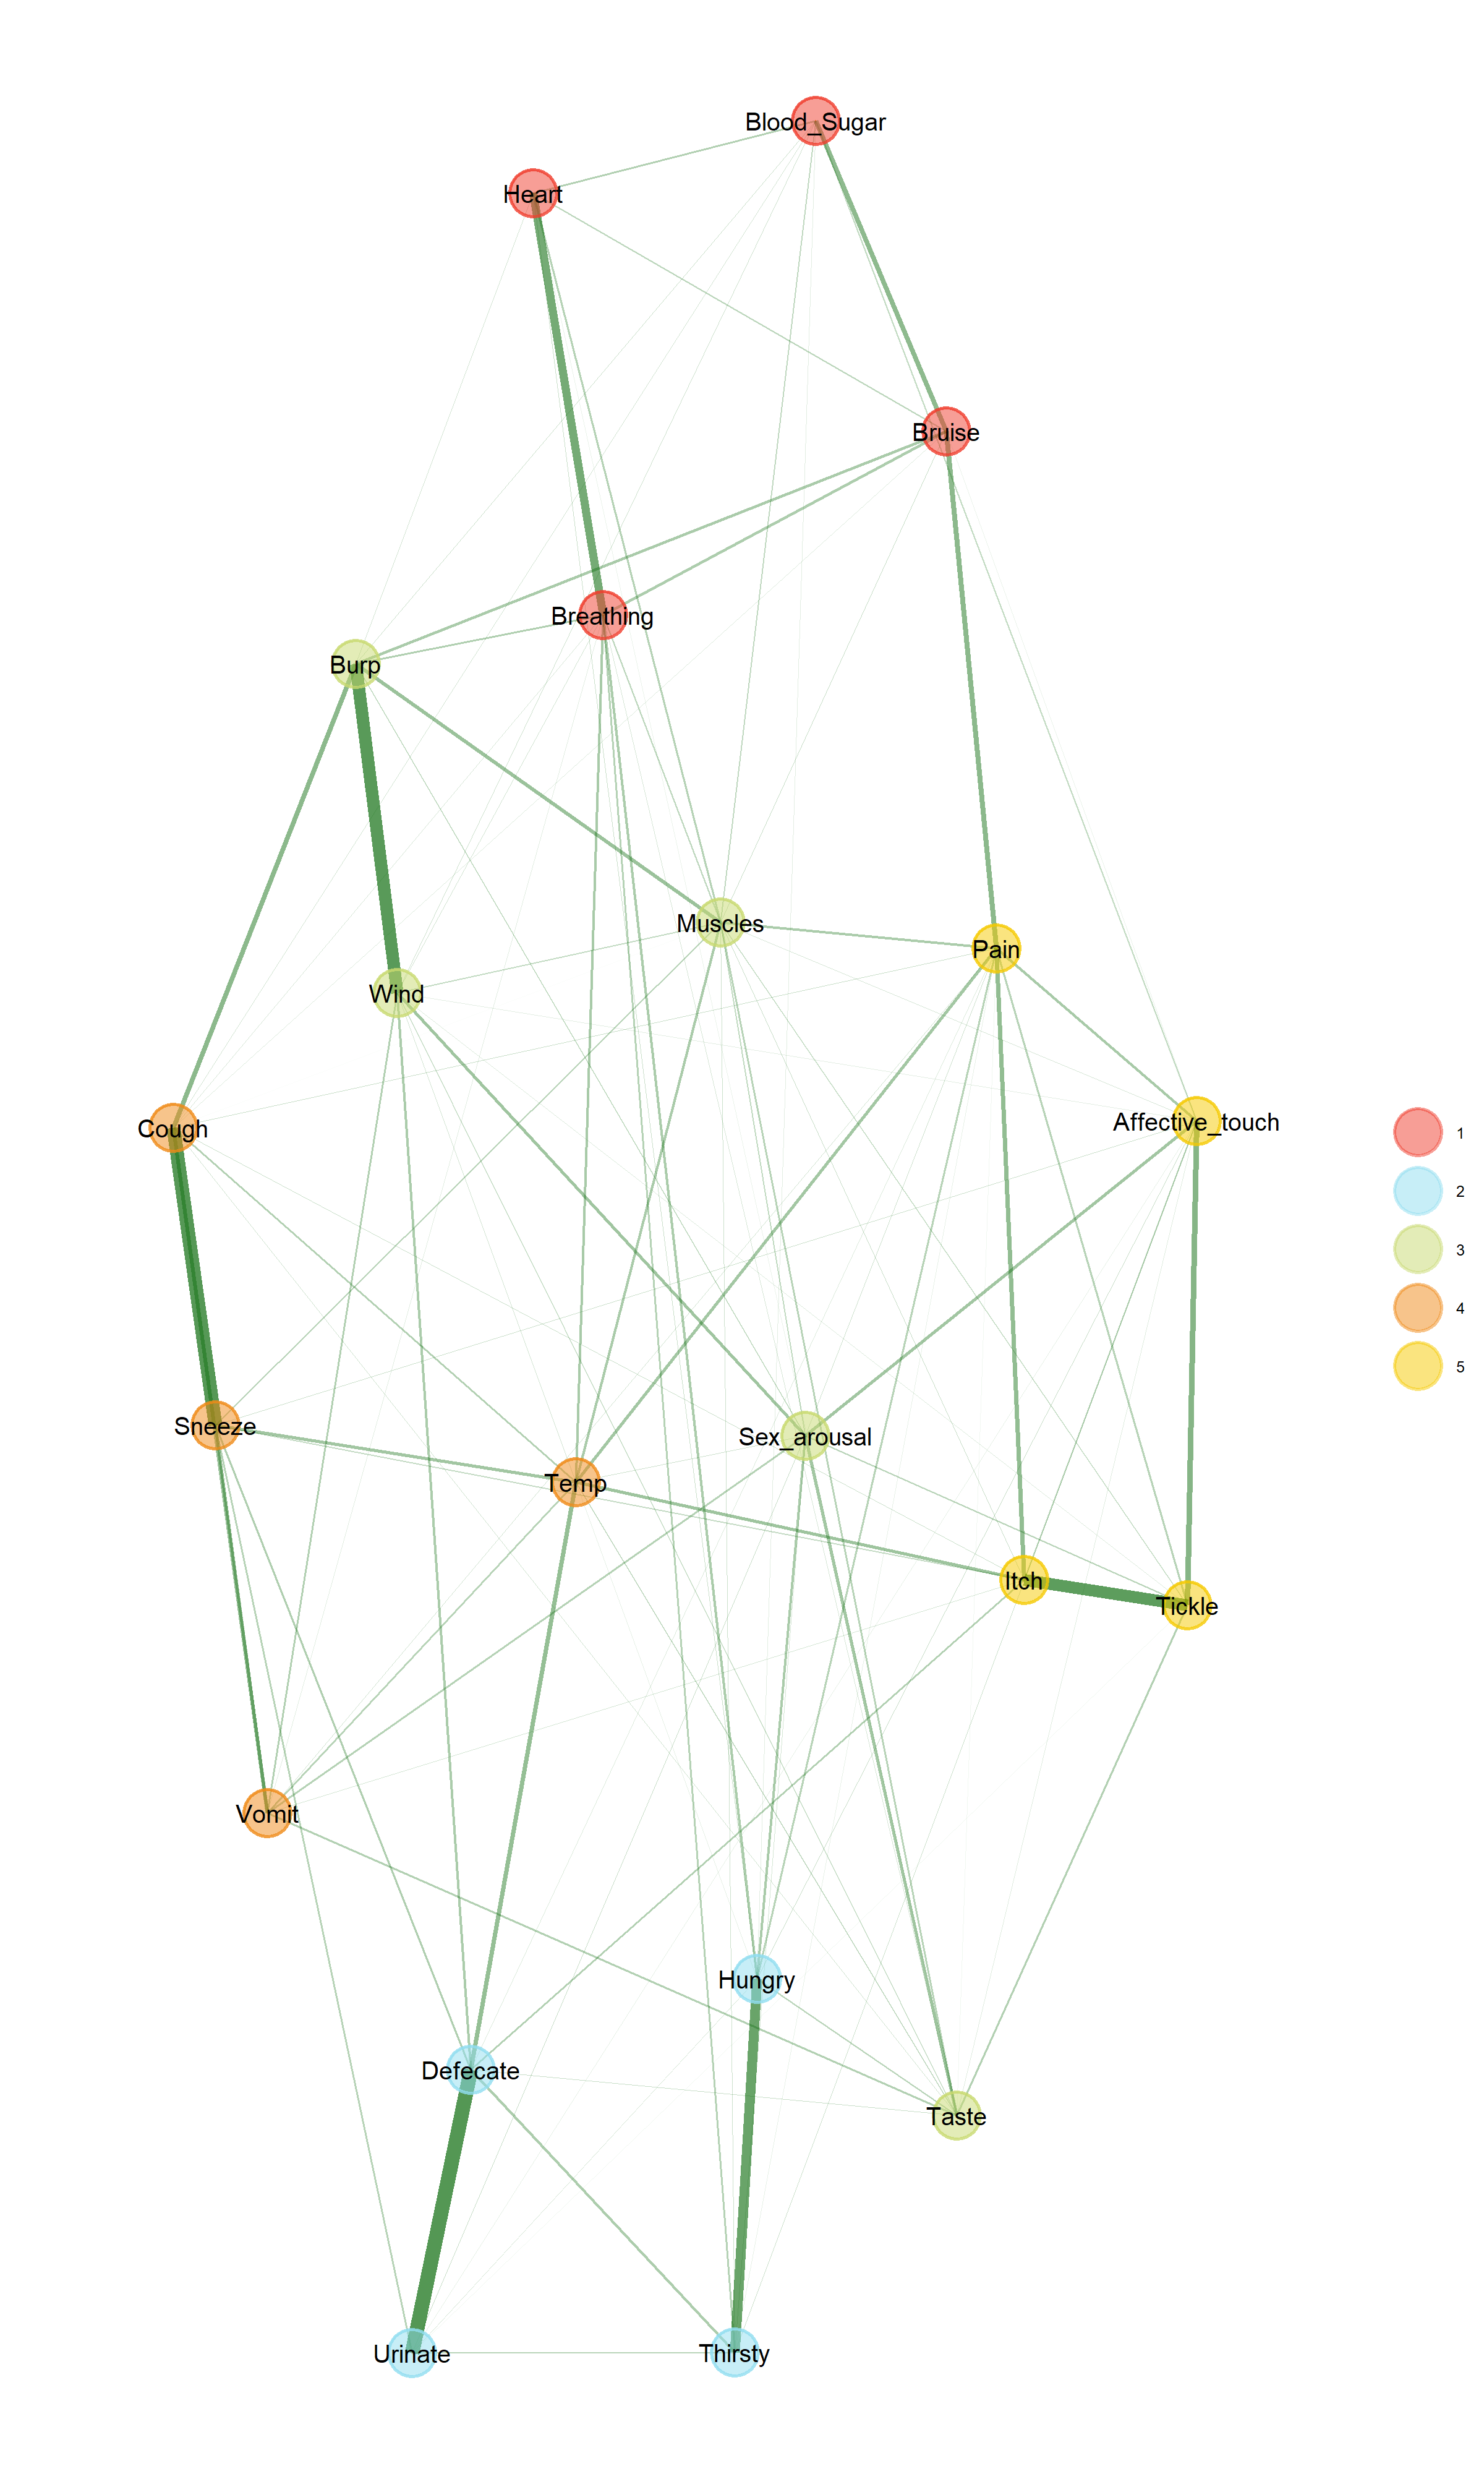 Blood_Sugar
Heart
Bruise
Breathing
Burp
Muscles
Pain
Wind
Affective_touch
Cough
1
2
3
4
5
Sneeze
Sex_arousal
Temp
Itch
Tickle
Vomit
Hungry
Defecate
Taste
Urinate
Thirsty